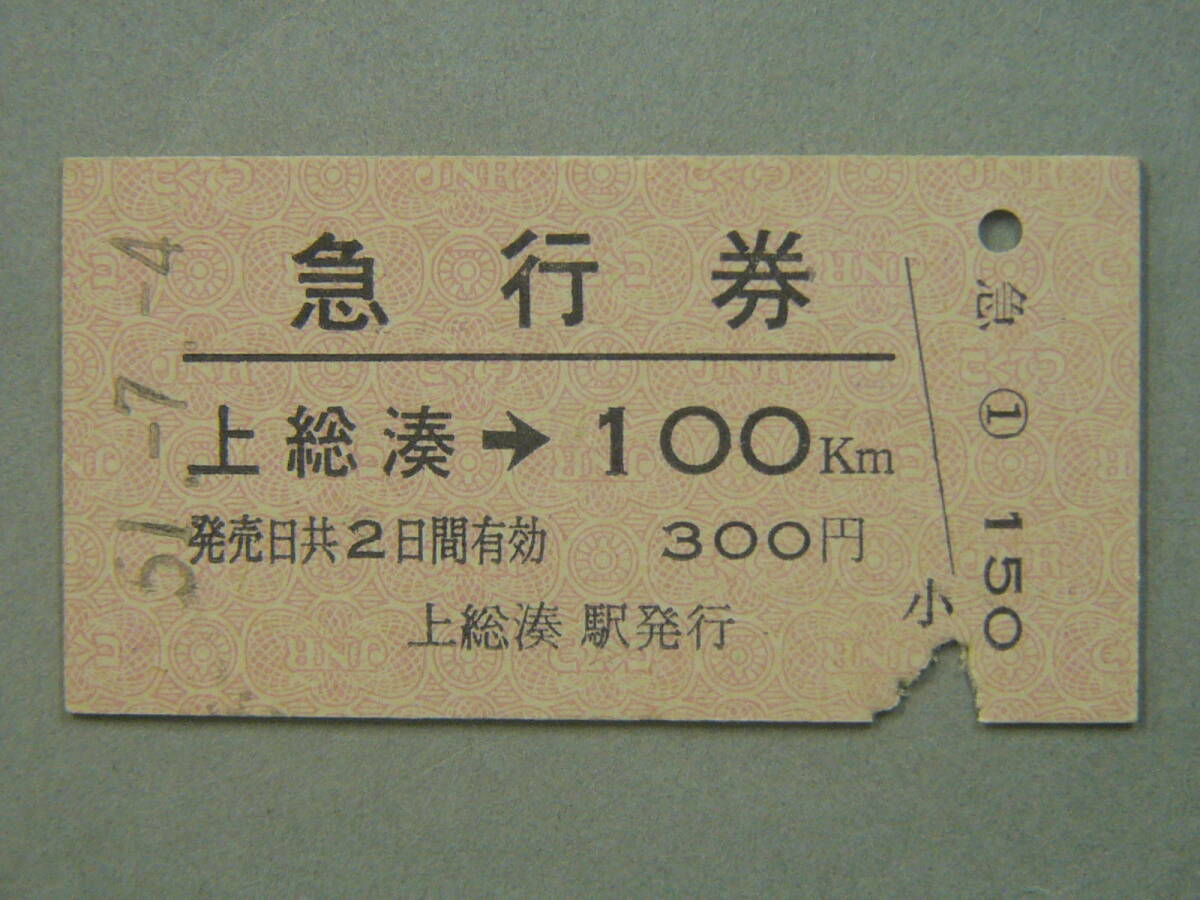 急行券
上総湊→100Km
発売日共2日間有効 300円
上総湊駅発行
小
急 ① 150
51.-7.-4